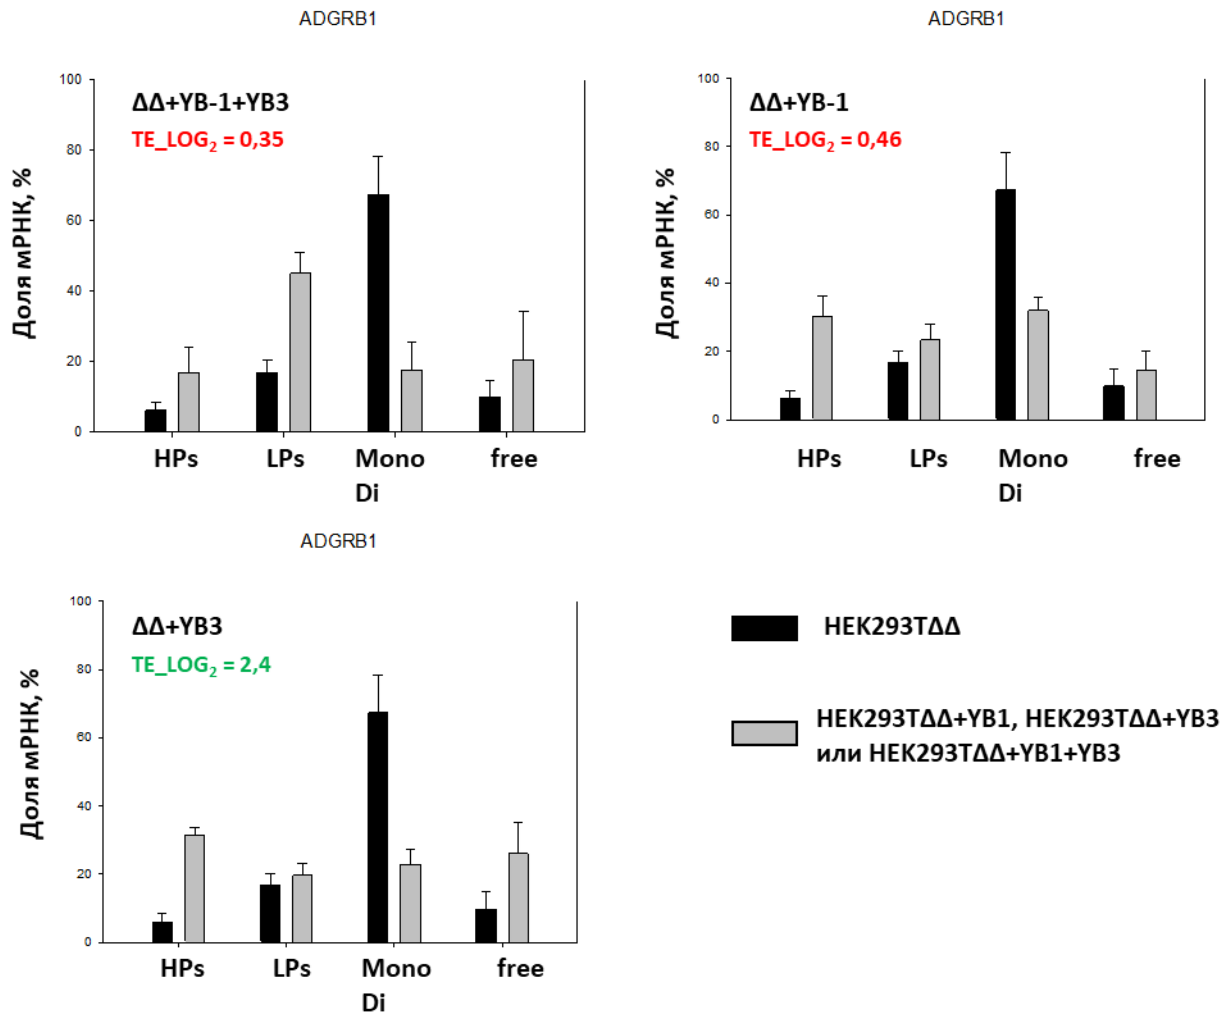 ADGRB1
ΔΔ+YB-1+YB3
TE_LOG₂ = 0,35
Доля мРНК, %
100
80
60
40
20
0
HPs LPs Mono free
Di
ADGRB1
ΔΔ+YB-1
TE_LOG₂ = 0,46
Доля мРНК, %
100
80
60
40
20
0
HPs LPs Mono free
Di
ADGRB1
ΔΔ+YB3
TE_LOG₂ = 2,4
Доля мРНК, %
100
80
60
40
20
0
HPs LPs Mono free
Di
HEK293TΔΔ
HEK293TΔΔ+YB1, HEK293TΔΔ+YB3
или HEK293TΔΔ+YB1+YB3